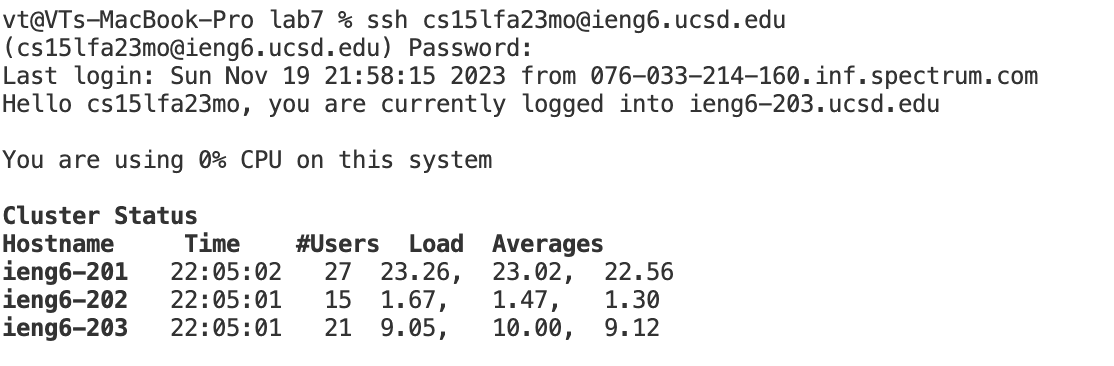 vt@VTs-MacBook-Pro lab7 % ssh cs15lfa23mo@ieng6.ucsd.edu
(cs15lfa23mo@ieng6.ucsd.edu) Password:
Last login: Sun Nov 19 21:58:15 2023 from 076-033-214-160.inf.spectrum.com
Hello cs15lfa23mo, you are currently logged into ieng6-203.ucsd.edu
You are using 0% CPU on this system
Cluster Status
Hostname     Time    #Users  Load  Averages
ieng6-201   22:05:02   27  23.26,  23.02,  22.56
ieng6-202   22:05:01   15  1.67,   1.47,   1.30
ieng6-203   22:05:01   21  9.05,   10.00,  9.12